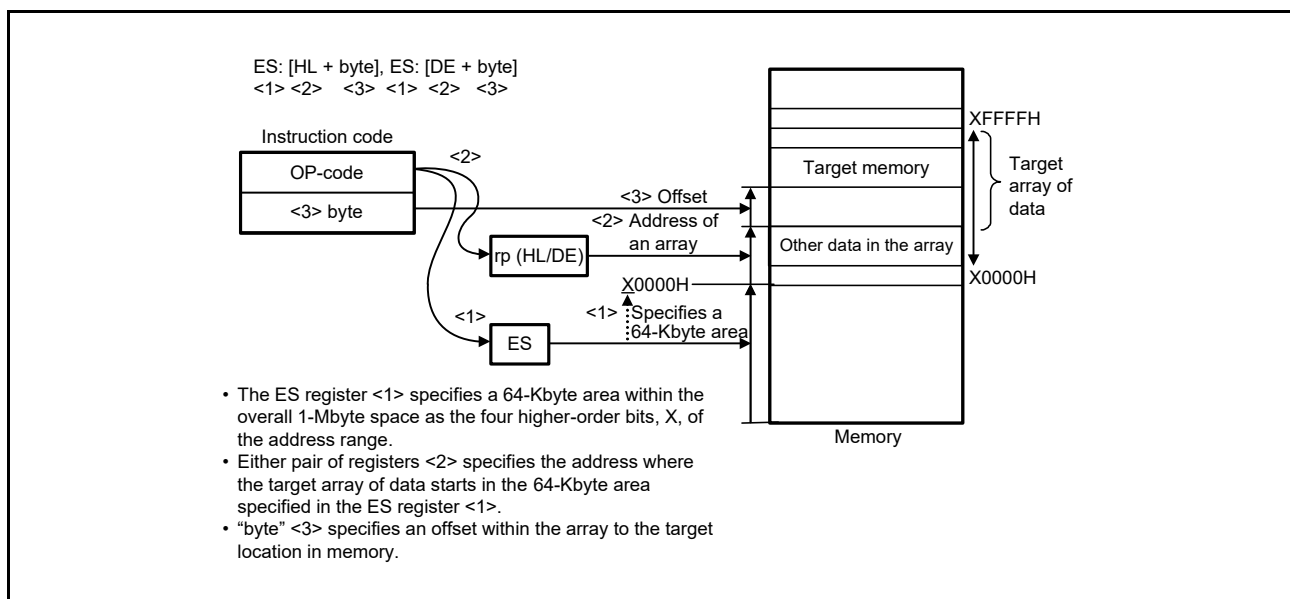 ES: [HL + byte], ES: [DE + byte]
<1> <2> <3> <1> <2> <3>
Instruction code
OP-code
<3> byte
<2>
<1>
rp (HL/DE)
ES
<3> Offset
<2> Address of
an array
X0000H
<1> Specifies a
64-Kbyte area
Target memory
Other data in the array
Memory
XFFFFH
Target
array of
data
X0000H
• The ES register <1> specifies a 64-Kbyte area within the
overall 1-Mbyte space as the four higher-order bits, X, of
the address range.
• Either pair of registers <2> specifies the address where
the target array of data starts in the 64-Kbyte area
specified in the ES register <1>.
• “byte” <3> specifies an offset within the array to the target
location in memory.